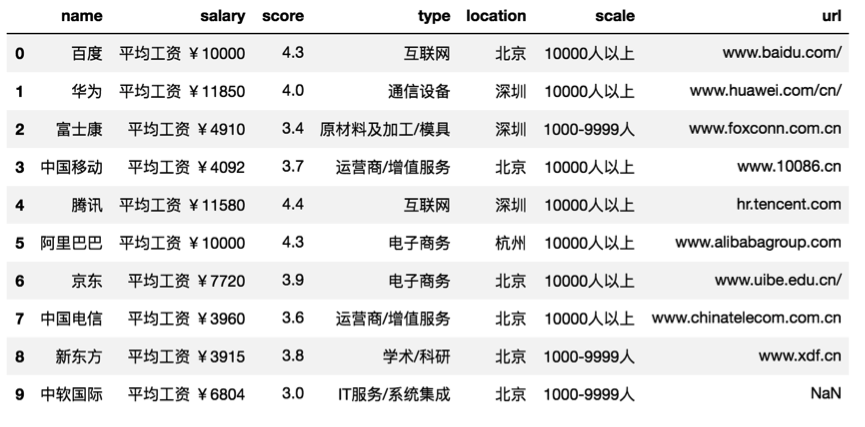 name salary score type location scale url
0 百度 平均工资 ￥10000 4.3 互联网 北京 10000人以上 www.baidu.com/
1 华为 平均工资 ￥11850 4.0 通信设备 深圳 10000人以上 www.huawei.com/cn/
2 富士康 平均工资 ￥4910 3.4 原材料及加工/模具 深圳 1000-9999人 www.foxconn.com.cn
3 中国移动 平均工资 ￥4092 3.7 运营商/增值服务 北京 10000人以上 www.10086.cn
4 腾讯 平均工资 ￥11580 4.4 互联网 深圳 10000人以上 hr.tencent.com
5 阿里巴巴 平均工资 ￥10000 4.3 电子商务 杭州 10000人以上 www.alibabagroup.com
6 京东 平均工资 ￥7720 3.9 电子商务 北京 10000人以上 www.uibe.edu.cn/
7 中国电信 平均工资 ￥3960 3.6 运营商/增值服务 北京 10000人以上 www.chinatelecom.com.cn
8 新东方 平均工资 ￥3915 3.8 学术/科研 北京 1000-9999人 www.xdf.cn
9 中软国际 平均工资 ￥6804 3.0 IT服务/系统集成 北京 1000-9999人 NaN